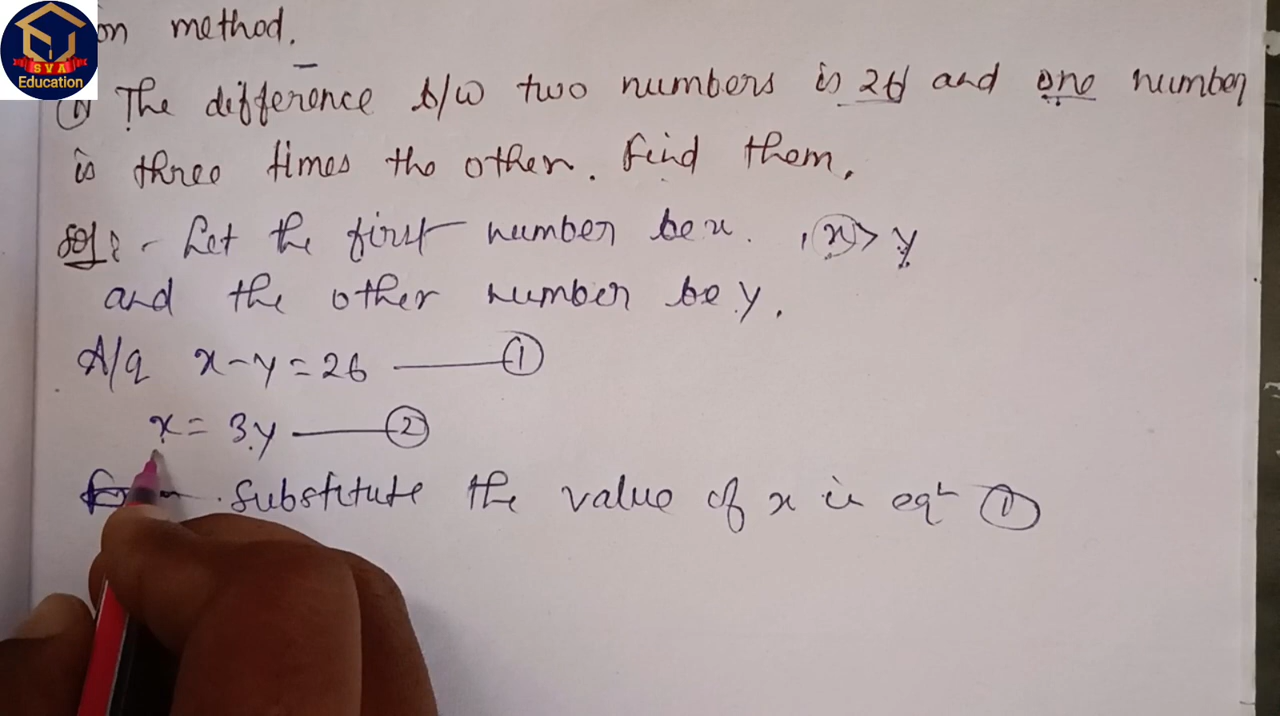 SVA
Education
on method.
(i) The difference b/w two numbers is 26 and one number
is three times the other. Find them.
Sol: - Let the first number be x. , x > y
and the other number be y.
A/q x - y = 26 —— ①
x = 3y —— ②
substitute the value of x in eqⁿ ①